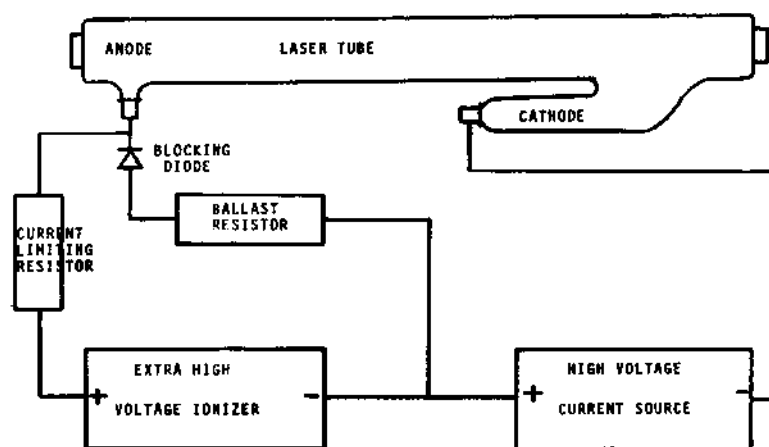 ANODE
LASER TUBE
CATHODE
BLOCKING
DIODE
BALLAST
RESISTOR
CURRENT
LIMITING
RESISTOR
EXTRA HIGH
+
-
VOLTAGE IONIZER
HIGH VOLTAGE
+
-
CURRENT SOURCE